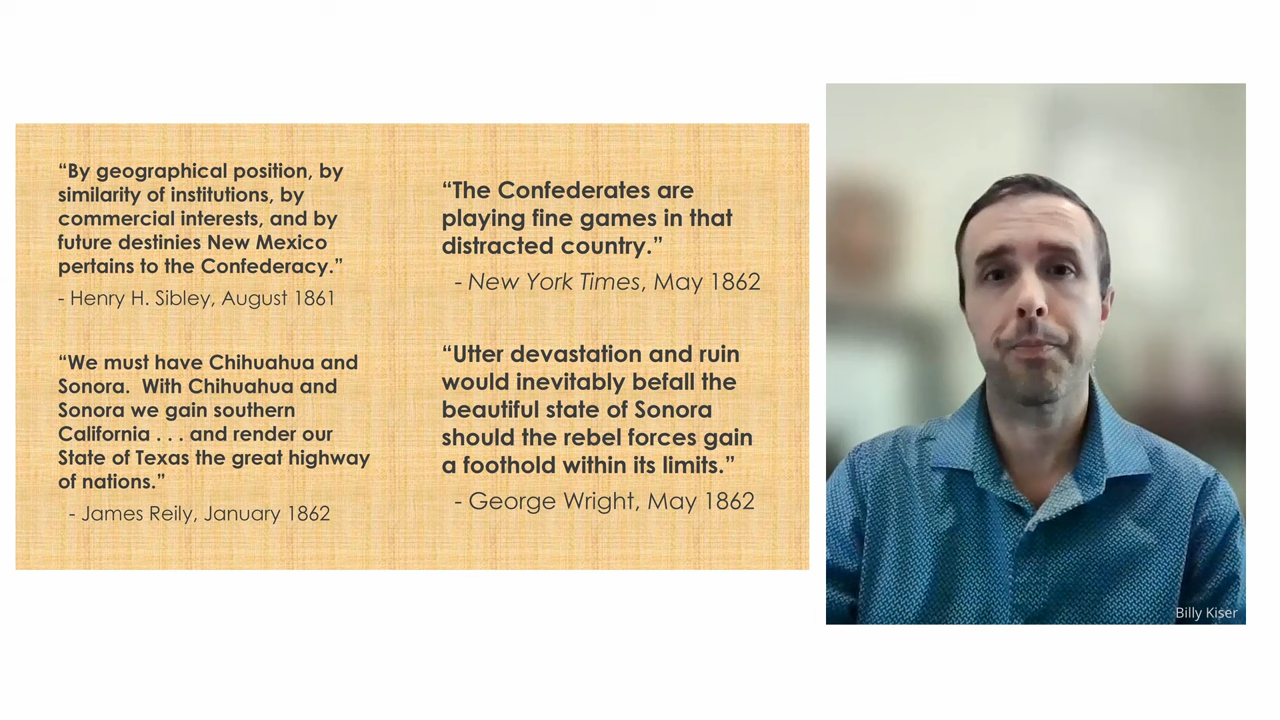 “By geographical position, by
similarity of institutions, by
commercial interests, and by
future destinies New Mexico
pertains to the Confederacy.”
- Henry H. Sibley, August 1861
“We must have Chihuahua and
Sonora.  With Chihuahua and
Sonora we gain southern
California . . . and render our
State of Texas the great highway
of nations.”
- James Reily, January 1862
“The Confederates are
playing fine games in that
distracted country.”
- New York Times, May 1862
“Utter devastation and ruin
would inevitably befall the
beautiful state of Sonora
should the rebel forces gain
a foothold within its limits.”
- George Wright, May 1862
Billy Kiser